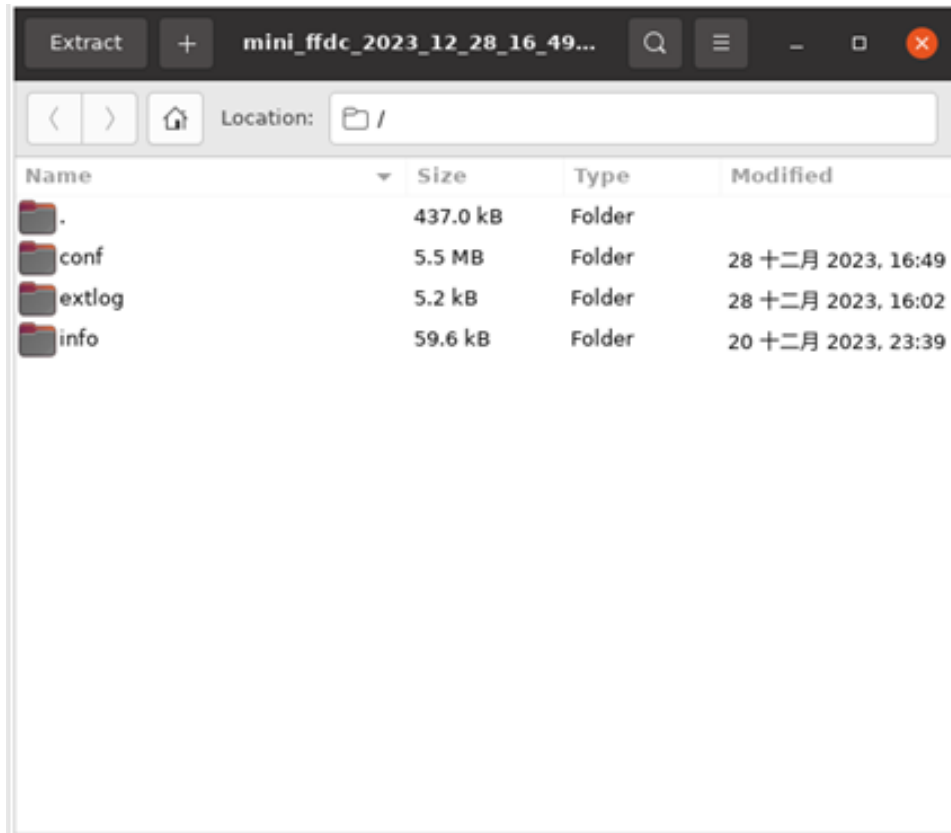 Extract + mini_ffdc_2023_12_28_16_49...
Location: /
Name Size Type Modified
. 437.0 kB Folder
conf 5.5 MB Folder 28 十二月 2023, 16:49
extlog 5.2 kB Folder 28 十二月 2023, 16:02
info 59.6 kB Folder 20 十二月 2023, 23:39